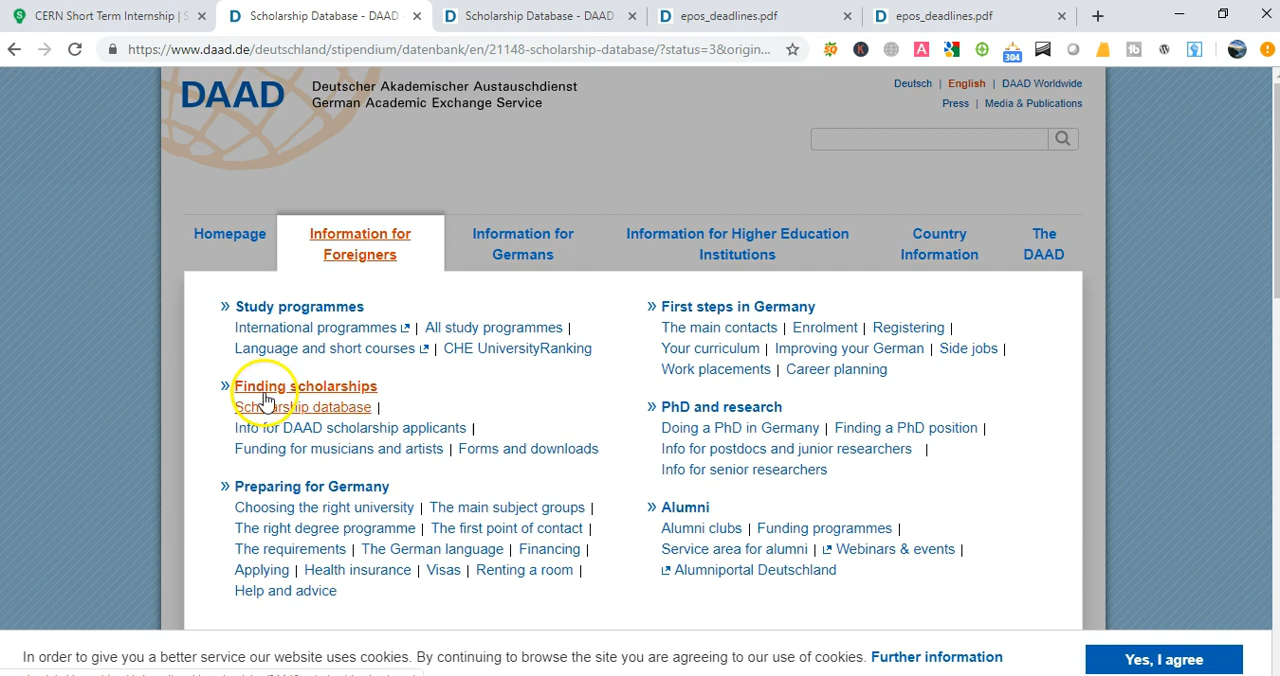 CERN Short Term Internship | S
Scholarship Database - DAAD
Scholarship Database - DAAD
epos_deadlines.pdf
epos_deadlines.pdf
https://www.daad.de/deutschland/stipendium/datenbank/en/21148-scholarship-database/?status=3&origin...
304
DAAD
Deutscher Akademischer Austauschdienst
German Academic Exchange Service
Deutsch | English | DAAD Worldwide
Press | Media & Publications
Homepage
Information for
Foreigners
Information for
Germans
Information for Higher Education
Institutions
Country
Information
The
DAAD
» Study programmes
International programmes | All study programmes |
Language and short courses | CHE UniversityRanking
» Finding scholarships
Scholarship database |
Info for DAAD scholarship applicants |
Funding for musicians and artists | Forms and downloads
» Preparing for Germany
Choosing the right university | The main subject groups |
The right degree programme | The first point of contact |
The requirements | The German language | Financing |
Applying | Health insurance | Visas | Renting a room |
Help and advice
» First steps in Germany
The main contacts | Enrolment | Registering |
Your curriculum | Improving your German | Side jobs |
Work placements | Career planning
» PhD and research
Doing a PhD in Germany | Finding a PhD position |
Info for postdocs and junior researchers |
Info for senior researchers
» Alumni
Alumni clubs | Funding programmes |
Service area for alumni | Webinars & events |
Alumniportal Deutschland
In order to give you a better service our website uses cookies. By continuing to browse the site you are agreeing to our use of cookies. Further information
Yes, I agree